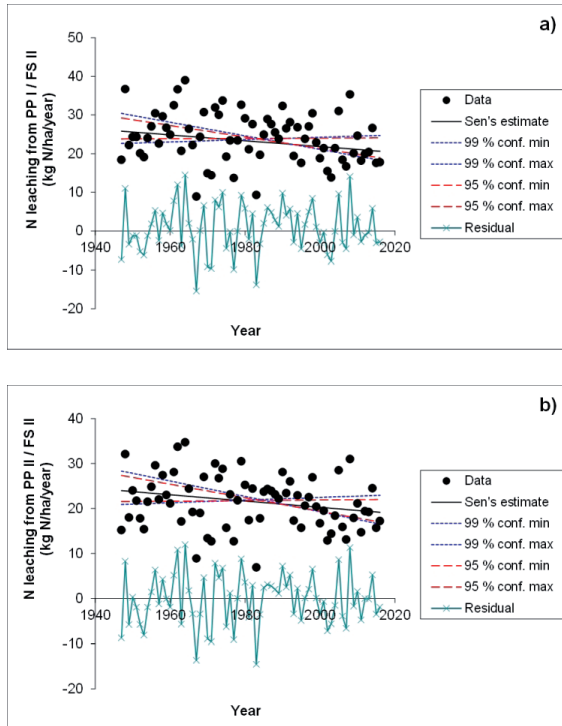 a)
N leaching from PP I / FS II
(kg N/ha/year)
50
40
30
20
10
0
-10
-20
1940
1960
1980
2000
2020
Year
Data
Sen's estimate
99 % conf. min
99 % conf. max
95 % conf. min
95 % conf. max
Residual
b)
N leaching from PP II / FS II
(kg N/ha/year)
50
40
30
20
10
0
-10
-20
1940
1960
1980
2000
2020
Year
Data
Sen's estimate
99 % conf. min
99 % conf. max
95 % conf. min
95 % conf. max
Residual